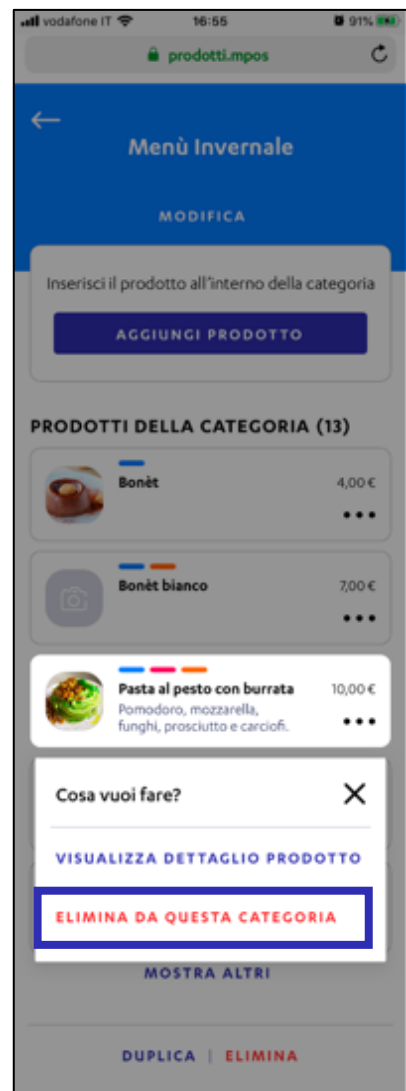 vodafone IT 16:55 91%
prodotti.mpos
Menù Invernale
MODIFICA
Inserisci il prodotto all'interno della categoria
AGGIUNGI PRODOTTO
PRODOTTI DELLA CATEGORIA (13)
Bonèt 4,00 €
Bonèt bianco 7,00 €
Pasta al pesto con burrata 10,00 €
Pomodoro, mozzarella,
funghi, prosciutto e carciofi.
Cosa vuoi fare?
VISUALIZZA DETTAGLIO PRODOTTO
ELIMINA DA QUESTA CATEGORIA
MOSTRA ALTRI
DUPLICA | ELIMINA